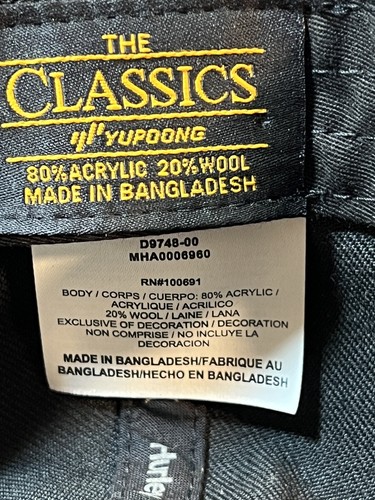 THE
CLASSICS
YUPOONG
80% ACRYLIC 20% WOOL
MADE IN BANGLADESH
D9748-00
MHA0006960
RN#100691
BODY / CORPS / CUERPO: 80% ACRYLIC /
ACRYLIQUE / ACRILICO
20% WOOL / LAINE / LANA
EXCLUSIVE OF DECORATION / DECORATION
NON COMPRISE / NO INCLUYE LA
DECORACION
MADE IN BANGLADESH/FABRIQUE AU
BANGLADESH/HECHO EN BANGLADESH
Hurle